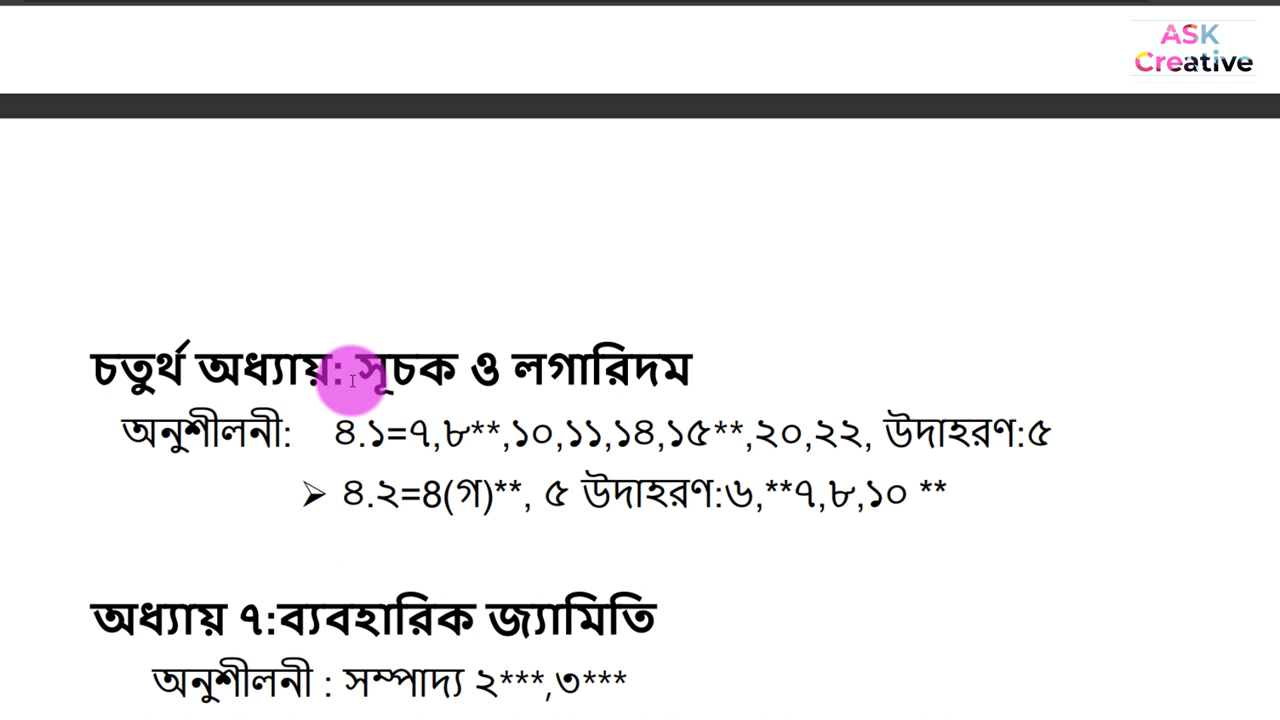 ASK
Creative
চতুর্থ অধ্যায়: সূচক ও লগারিদম
অনুশীলনী: ৪.১=৭,৮**,১০,১১,১৪,১৫**,২০,২২, উদাহরণ:৫
➢ ৪.২=8(গ)**, ৫ উদাহরণ:৬,**৭,৮,১০ **
অধ্যায় ৭:ব্যবহারিক জ্যামিতি
অনুশীলনী : সম্পাদ্য ২***,৩***